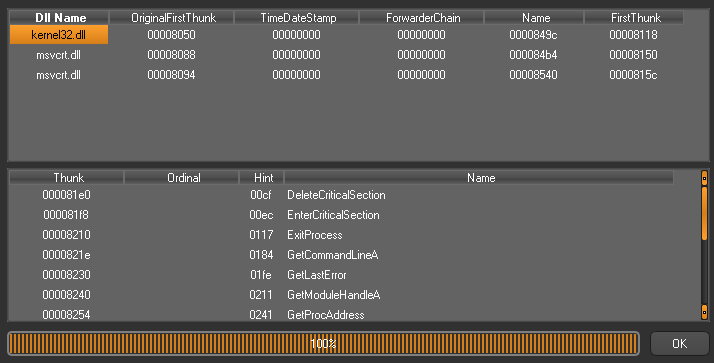 Dll Name OriginalFirstThunk TimeDateStamp ForwarderChain Name FirstThunk
kernel32.dll 00008050 00000000 00000000 0000849c 00008118
msvcrt.dll 00008088 00000000 00000000 000084b4 00008150
msvcrt.dll 00008094 00000000 00000000 00008540 0000815c
Thunk Ordinal Hint Name
000081e0 00cf DeleteCriticalSection
000081f8 00ec EnterCriticalSection
00008210 0117 ExitProcess
0000821e 0184 GetCommandLineA
00008230 01fe GetLastError
00008240 0211 GetModuleHandleA
00008254 0241 GetProcAddress
100% OK